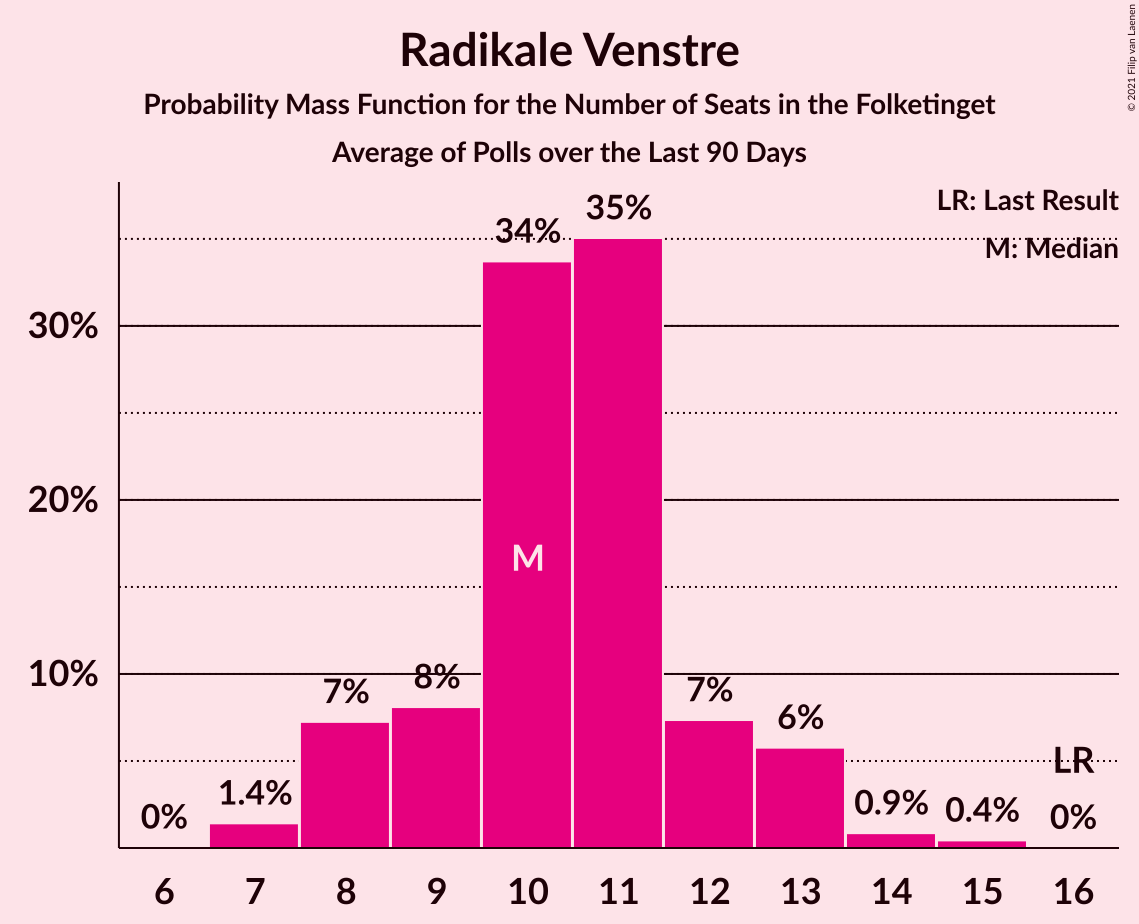 Radikale Venstre
Probability Mass Function for the Number of Seats in the Folketinget
Average of Polls over the Last 90 Days
© 2021 Filip van Laenen
LR: Last Result
M: Median
30%
20%
10%
0%
1.4%
7%
8%
34%
35%
7%
6%
0.9%
0.4%
LR
0%
M
6 7 8 9 10 11 12 13 14 15 16